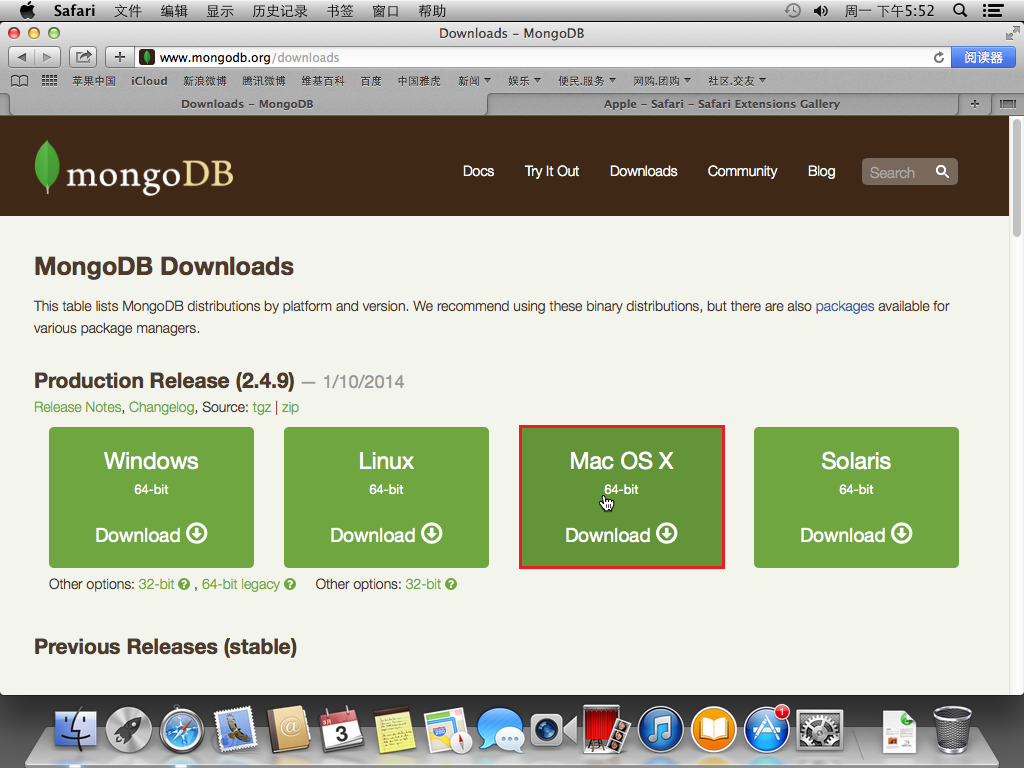 Safari 文件 编辑 显示 历史记录 书签 窗口 帮助 周一 下午5:52
Downloads – MongoDB
www.mongodb.org/downloads 阅读器
苹果中国 iCloud 新浪微博 腾讯微博 维基百科 百度 中国雅虎 新闻 娱乐 便民.服务 网购.团购 社区.交友
Downloads – MongoDB Apple – Safari – Safari Extensions Gallery
mongoDB Docs Try It Out Downloads Community Blog Search
MongoDB Downloads
This table lists MongoDB distributions by platform and version. We recommend using these binary distributions, but there are also packages available for
various package managers.
Production Release (2.4.9) — 1/10/2014
Release Notes, Changelog, Source: tgz | zip
Windows Linux Mac OS X Solaris
64-bit 64-bit 64-bit 64-bit
Download Download Download Download
Other options: 32-bit ? , 64-bit legacy ? Other options: 32-bit ?
Previous Releases (stable)
3
1